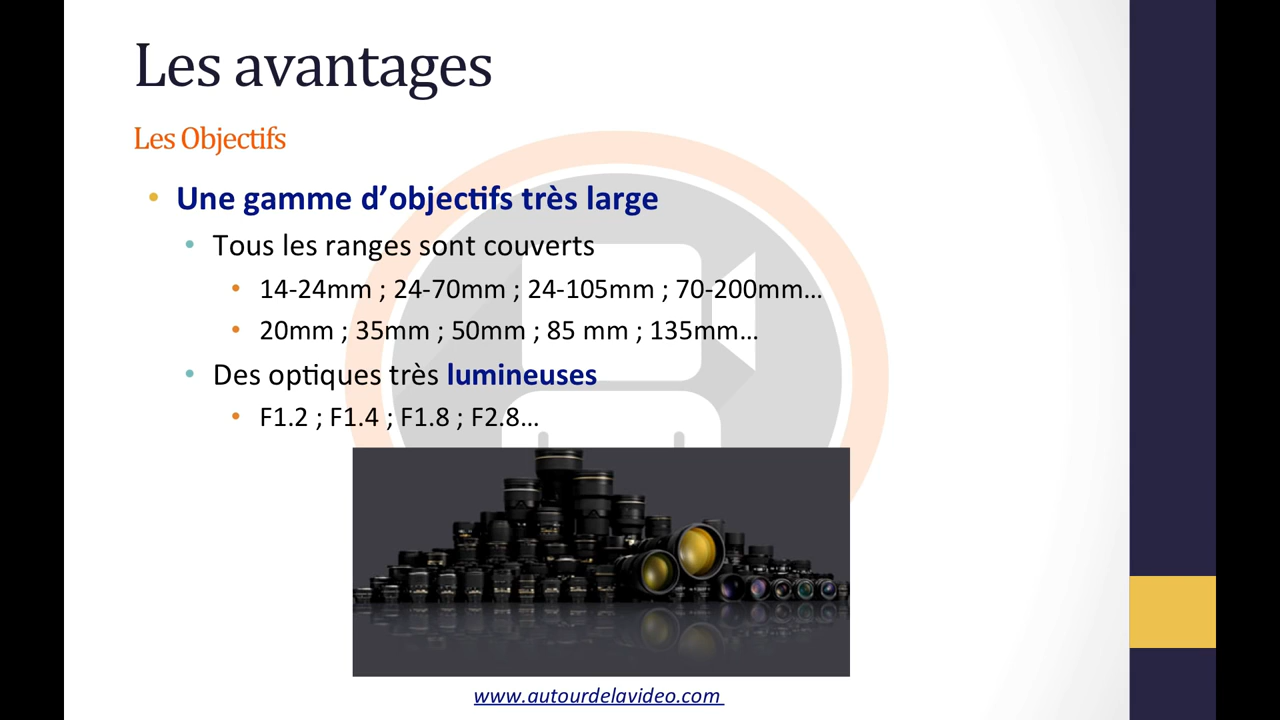 Les avantages
Les Objectifs
• Une gamme d’objectifs très large
• Tous les ranges sont couverts
• 14-24mm ; 24-70mm ; 24-105mm ; 70-200mm…
• 20mm ; 35mm ; 50mm ; 85 mm ; 135mm…
• Des optiques très lumineuses
• F1.2 ; F1.4 ; F1.8 ; F2.8…
www.autourdelavideo.com